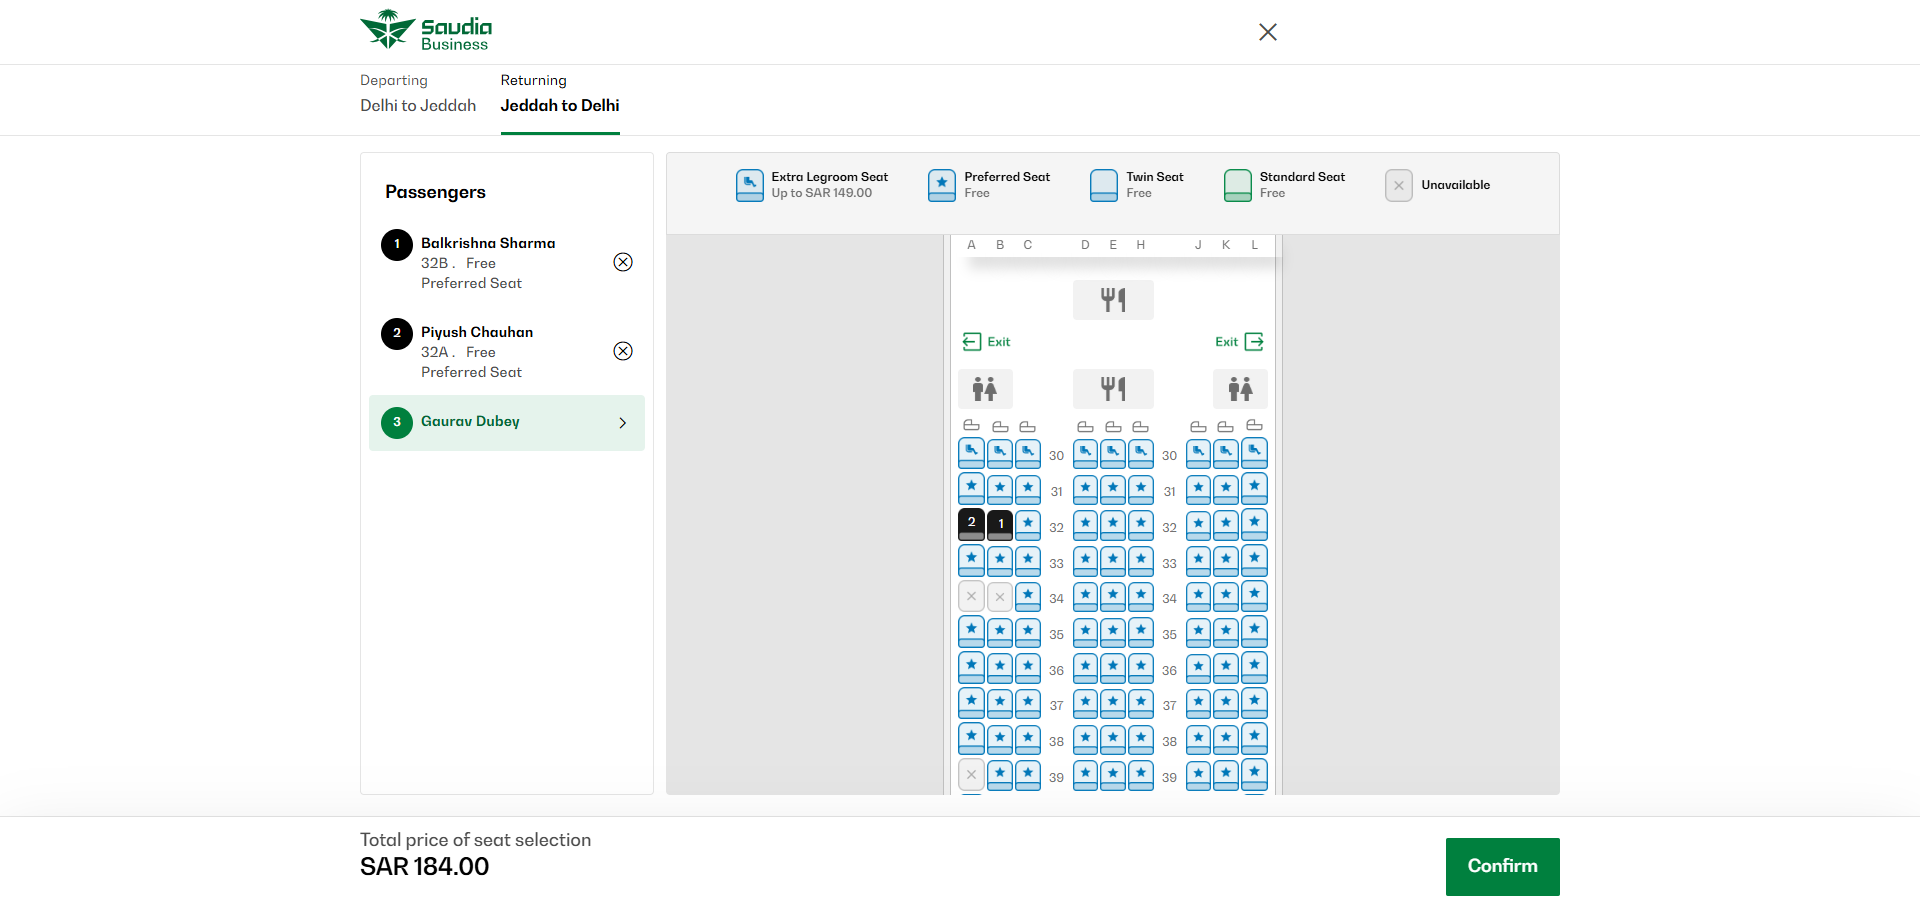 Saudia
Business
Departing
Delhi to Jeddah
Returning
Jeddah to Delhi
Passengers
1
Balkrishna Sharma
32B . Free
Preferred Seat
2
Piyush Chauhan
32A . Free
Preferred Seat
3
Gaurav Dubey
Extra Legroom Seat
Up to SAR 149.00
Preferred Seat
Free
Twin Seat
Free
Standard Seat
Free
Unavailable
A B C D E H J K L
Exit Exit
30 30
31 31
2 1 32 32
33 33
34 34
35 35
36 36
37 37
38 38
39 39
Total price of seat selection
SAR 184.00
Confirm